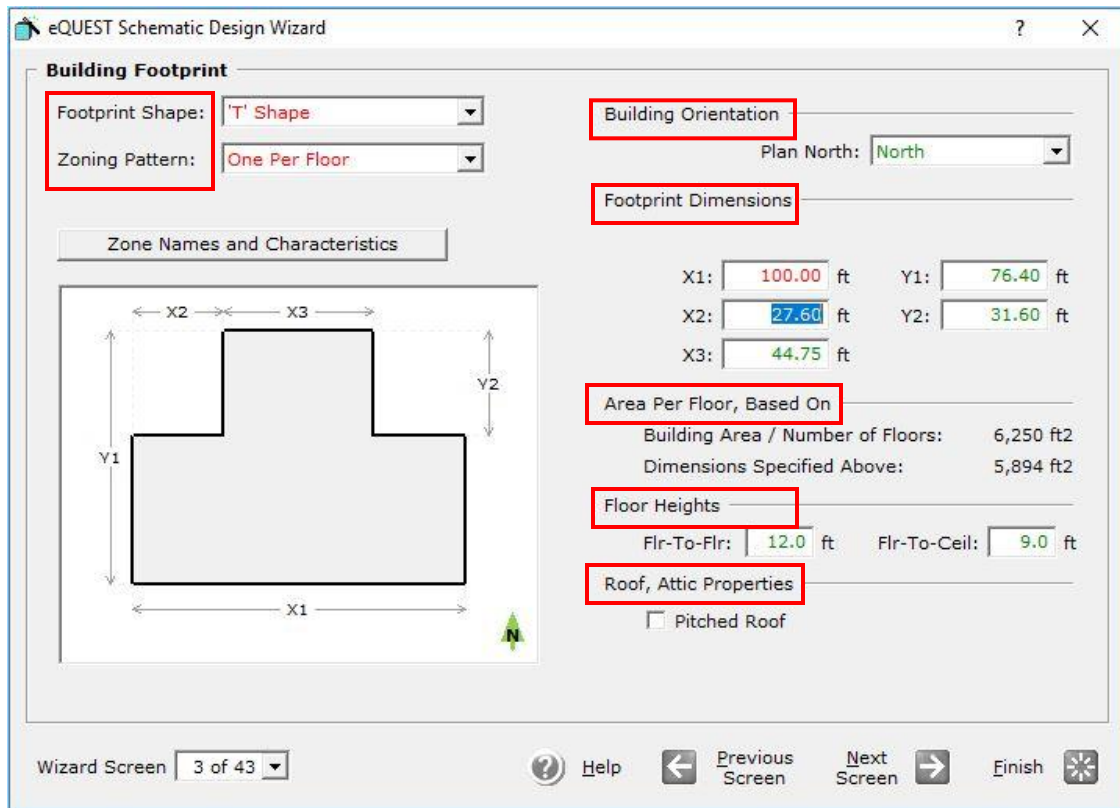 eQUEST Schematic Design Wizard ?
Building Footprint
Footprint Shape: 'T' Shape
Zoning Pattern: One Per Floor
Zone Names and Characteristics
X2 X3
Y2
Y1
X1
N
Building Orientation
Plan North: North
Footprint Dimensions
X1: 100.00 ft Y1: 76.40 ft
X2: 27.60 ft Y2: 31.60 ft
X3: 44.75 ft
Area Per Floor, Based On
Building Area / Number of Floors: 6,250 ft2
Dimensions Specified Above: 5,894 ft2
Floor Heights
Flr-To-Flr: 12.0 ft Flr-To-Ceil: 9.0 ft
Roof, Attic Properties
Pitched Roof
Wizard Screen 3 of 43 ? Help Previous Screen Next Screen Finish